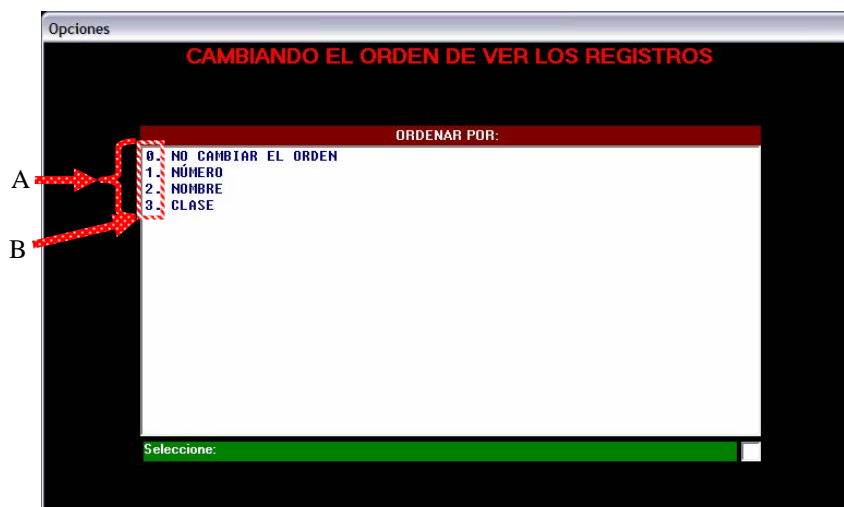 Opciones
CAMBIANDO EL ORDEN DE VER LOS REGISTROS
ORDENAR POR:
0. NO CAMBIAR EL ORDEN
1. NÚMERO
A
2. NOMBRE
3. CLASE
B
Seleccione: